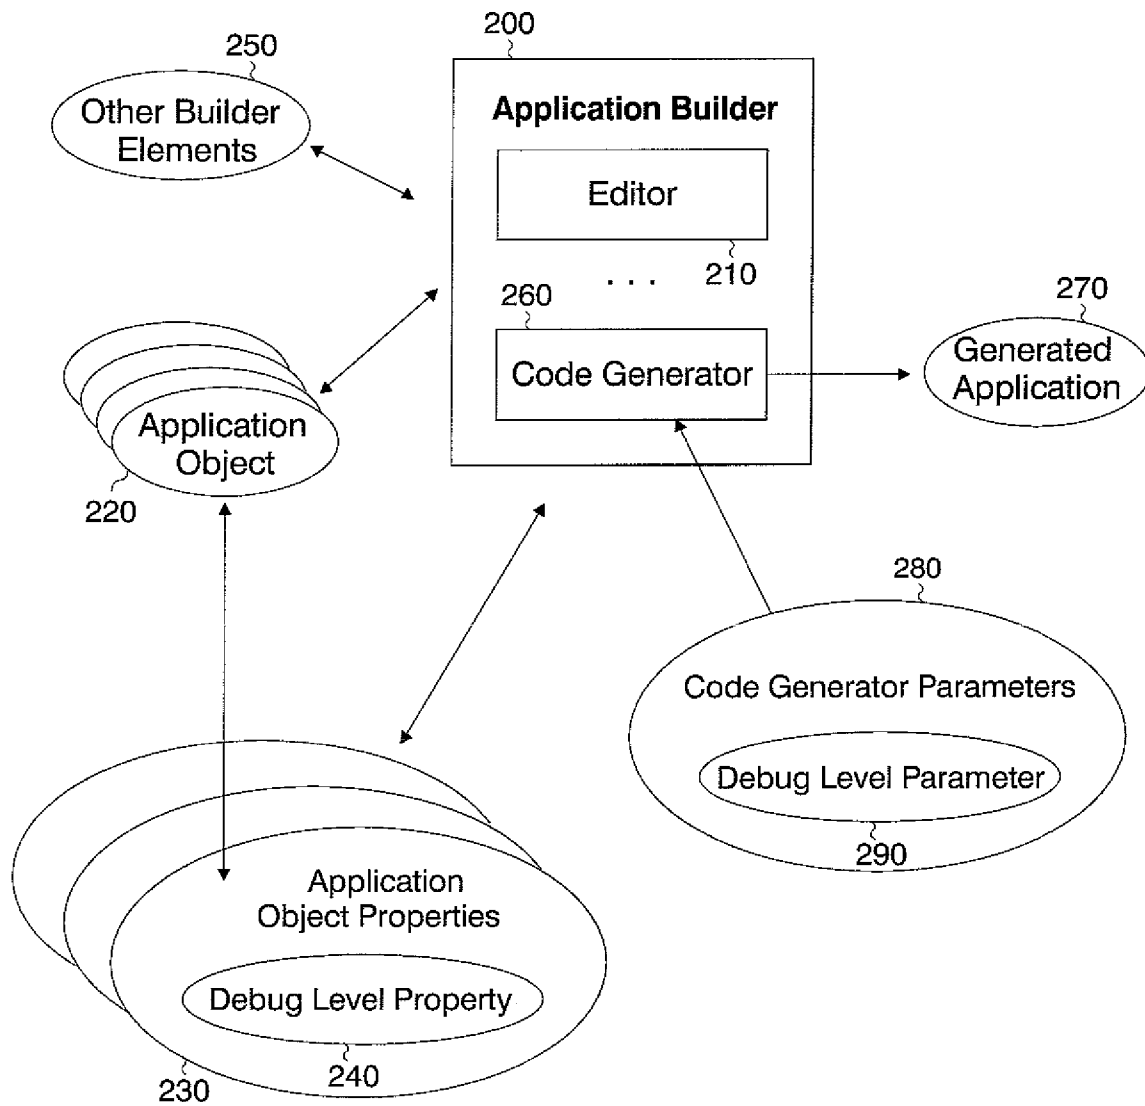 200
250
Other Builder
Elements
Application Builder
Editor
210
. . .
260
Code Generator
270
Generated
Application
Application
Object
220
280
Code Generator Parameters
Debug Level Parameter
290
Application
Object Properties
Debug Level Property
240
230